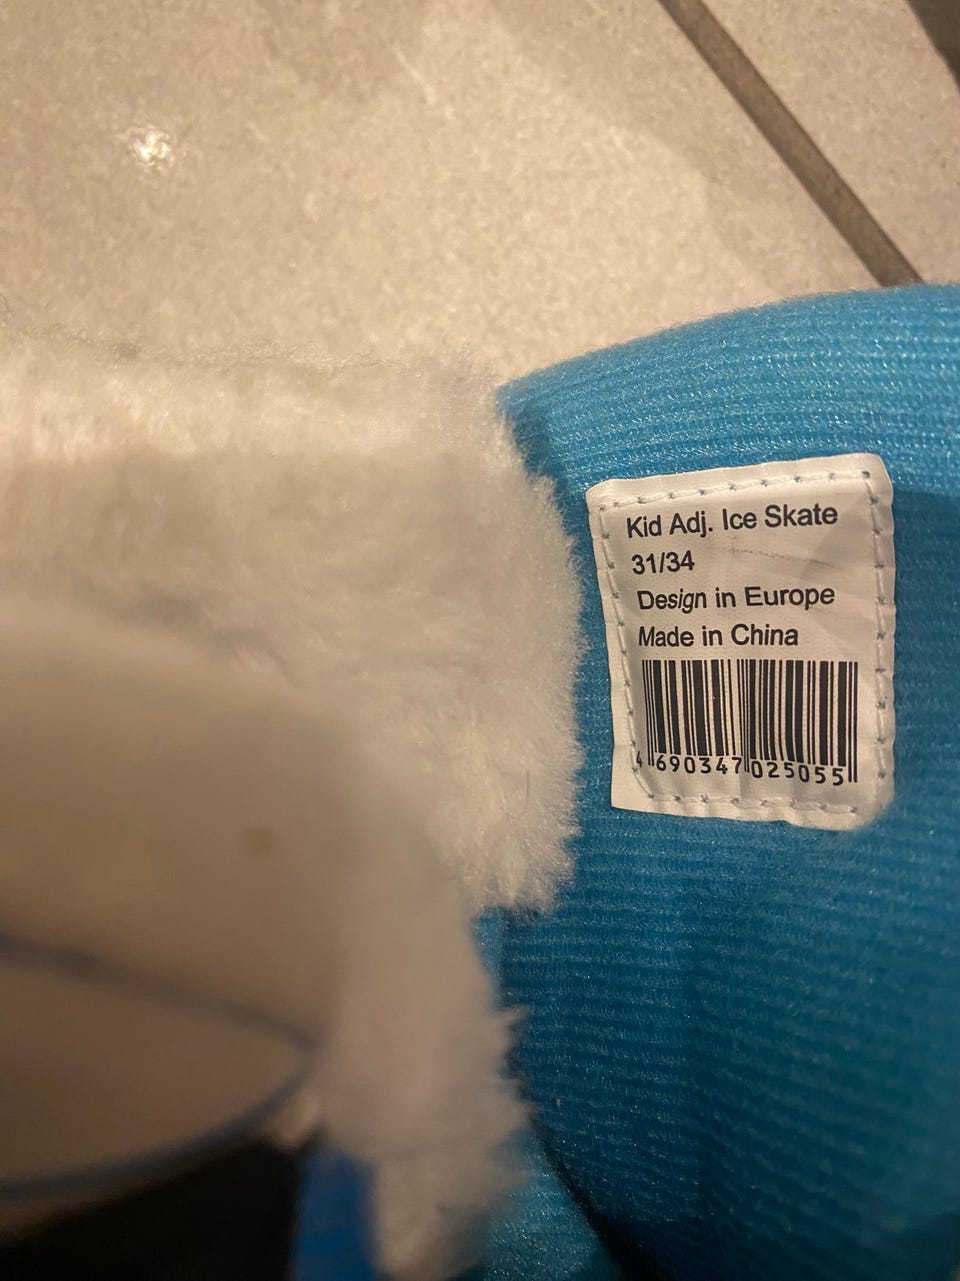 Kid Adj. Ice Skate
31/34
Design in Europe
Made in China
4 690347 025055